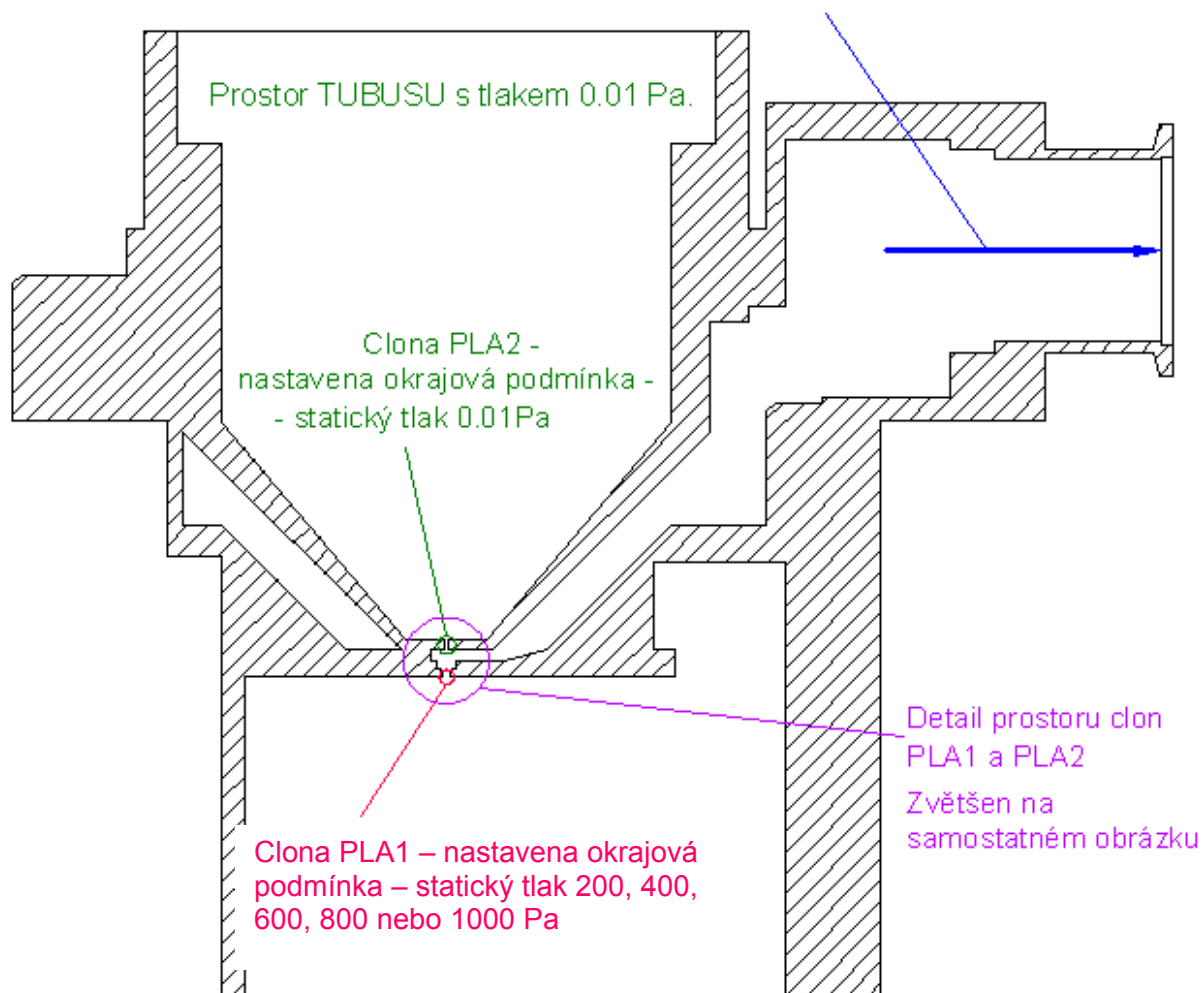 Prostor TUBUSU s tlakem 0.01 Pa.
Clona PLA2 -
nastavena okrajová podmínka -
- statický tlak 0.01Pa
Detail prostoru clon
PLA1 a PLA2
Zvětšen na
samostatném obrázku
Clona PLA1 – nastavena okrajová
podmínka – statický tlak 200, 400,
600, 800 nebo 1000 Pa